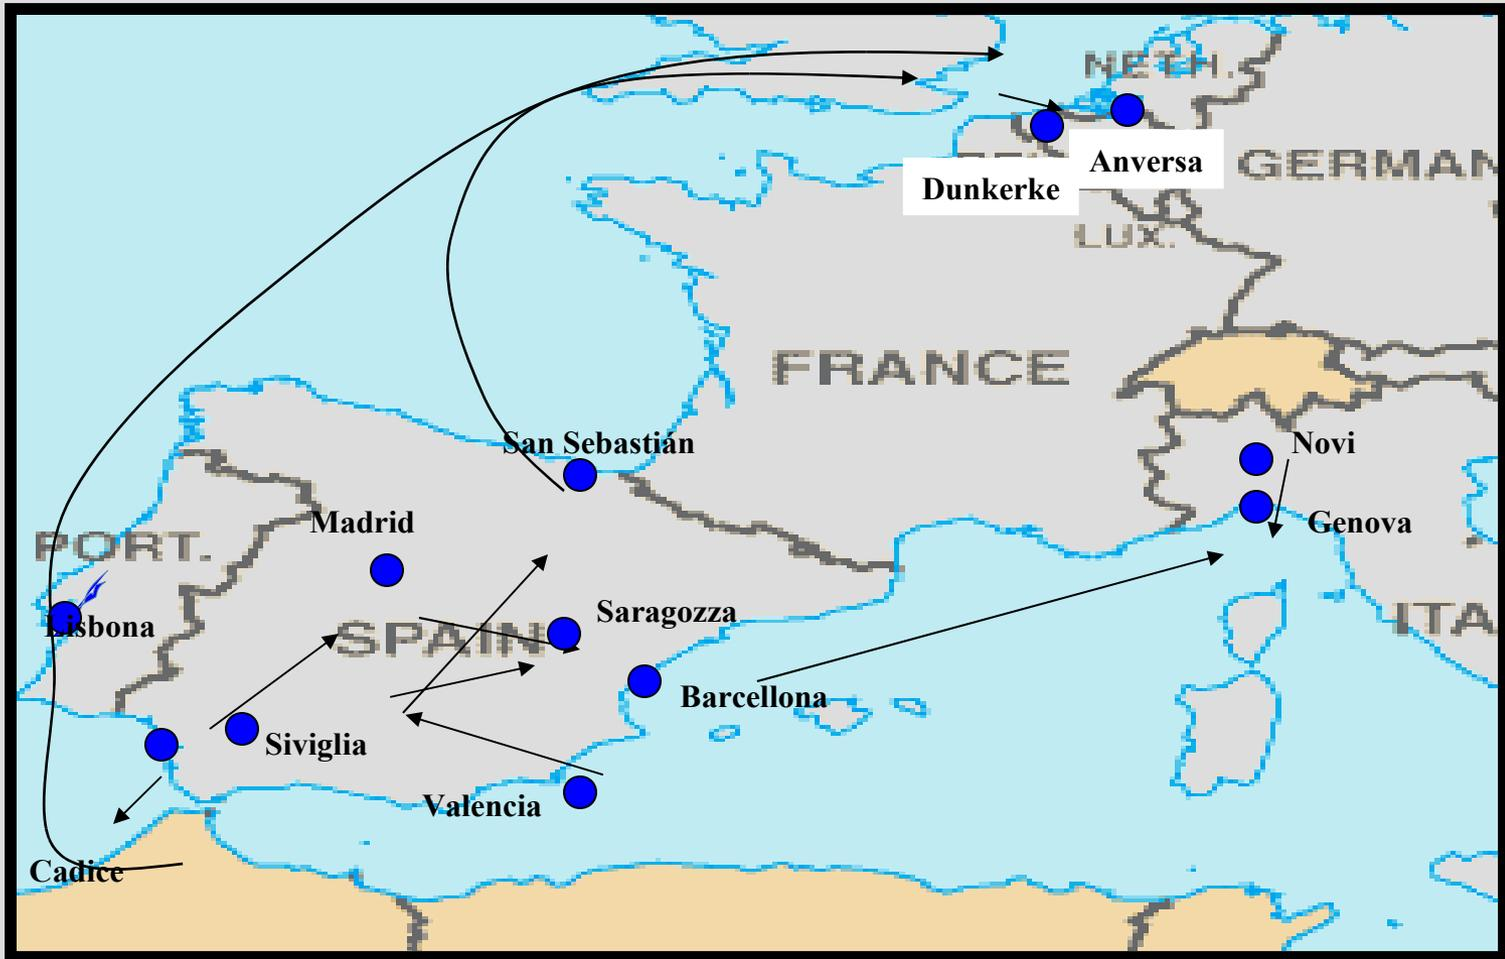 NETH.
Anversa
GERMAN
Dunkerke
LUX.
FRANCE
San Sebastián
Novi
Madrid
Genova
PORT.
Saragozza
Lisbona
SPAIN
ITA
Barcellona
Siviglia
Valencia
Cadice